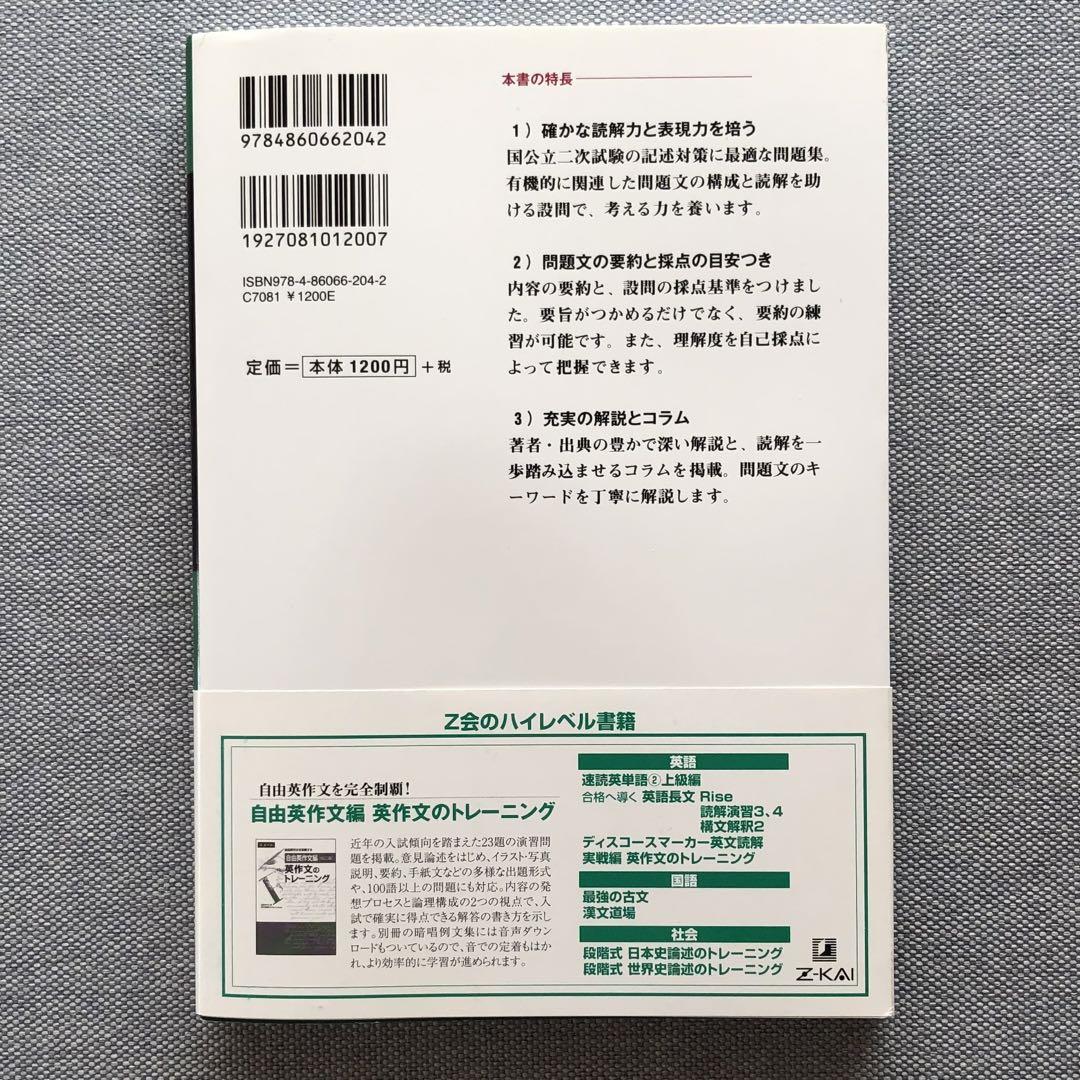 9784860662042
1927081012007
ISBN978-4-86066-204-2
C7081 ¥1200E
定価＝本体 1200円＋税
本書の特長
1）確かな読解力と表現力を培う
国公立二次試験の記述対策に最適な問題集。
有機的に関連した問題文の構成と読解を助
ける設問で、考える力を養います。
2）問題文の要約と採点の目安つき
内容の要約と、設問の採点基準をつけまし
た。要旨がつかめるだけでなく、要約の練
習が可能です。また、理解度を自己採点に
よって把握できます。
3）充実の解説とコラム
著者・出典の豊かで深い解説と、読解を一
歩踏み込ませるコラムを掲載。問題文のキ
ーワードを丁寧に解説します。
Z会のハイレベル書籍
自由英作文を完全制覇！
自由英作文編 英作文のトレーニング
自由英作文編
英作文の
トレーニング
近年の入試傾向を踏まえた23題の演習問
題を掲載。意見論述をはじめ、イラスト・写真
説明、要約、手紙文などの多様な出題形式
や、100語以上の問題にも対応。内容の発
想プロセスと論理構成の2つの視点で、入
試で確実に得点できる解答の書き方を示し
ます。別冊の暗唱例文集には音声ダウン
ロードもついているので、音での定着もはか
れ、より効率的に学習が進められます。
英語
速読英単語②上級編
合格へ導く 英語長文 Rise
読解演習3、4
構文解釈2
ディスコースマーカー英文読解
実戦編 英作文のトレーニング
国語
最強の古文
漢文道場
社会
段階式 日本史論述のトレーニング
段階式 世界史論述のトレーニング
Z-KAI